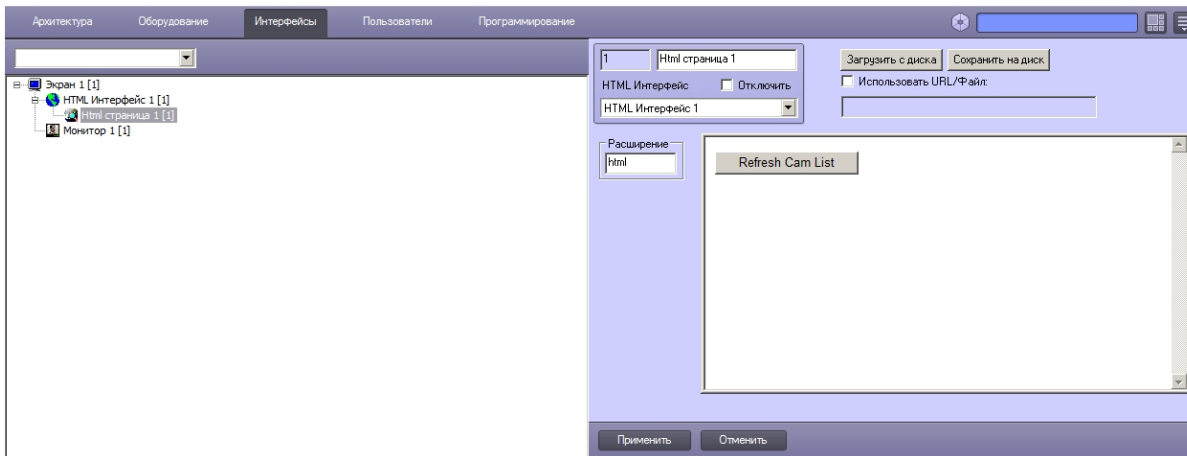 Архитектура Оборудование Интерфейсы Пользователи Программирование
Экран 1 [1]
HTML Интерфейс 1 [1]
Html страница 1 [1]
Монитор 1 [1]
1 Html страница 1
HTML Интерфейс Отключить
HTML Интерфейс 1
Загрузить с диска Сохранить на диск
Использовать URL/Файл:
Расширение
html
Refresh Cam List
Применить Отменить